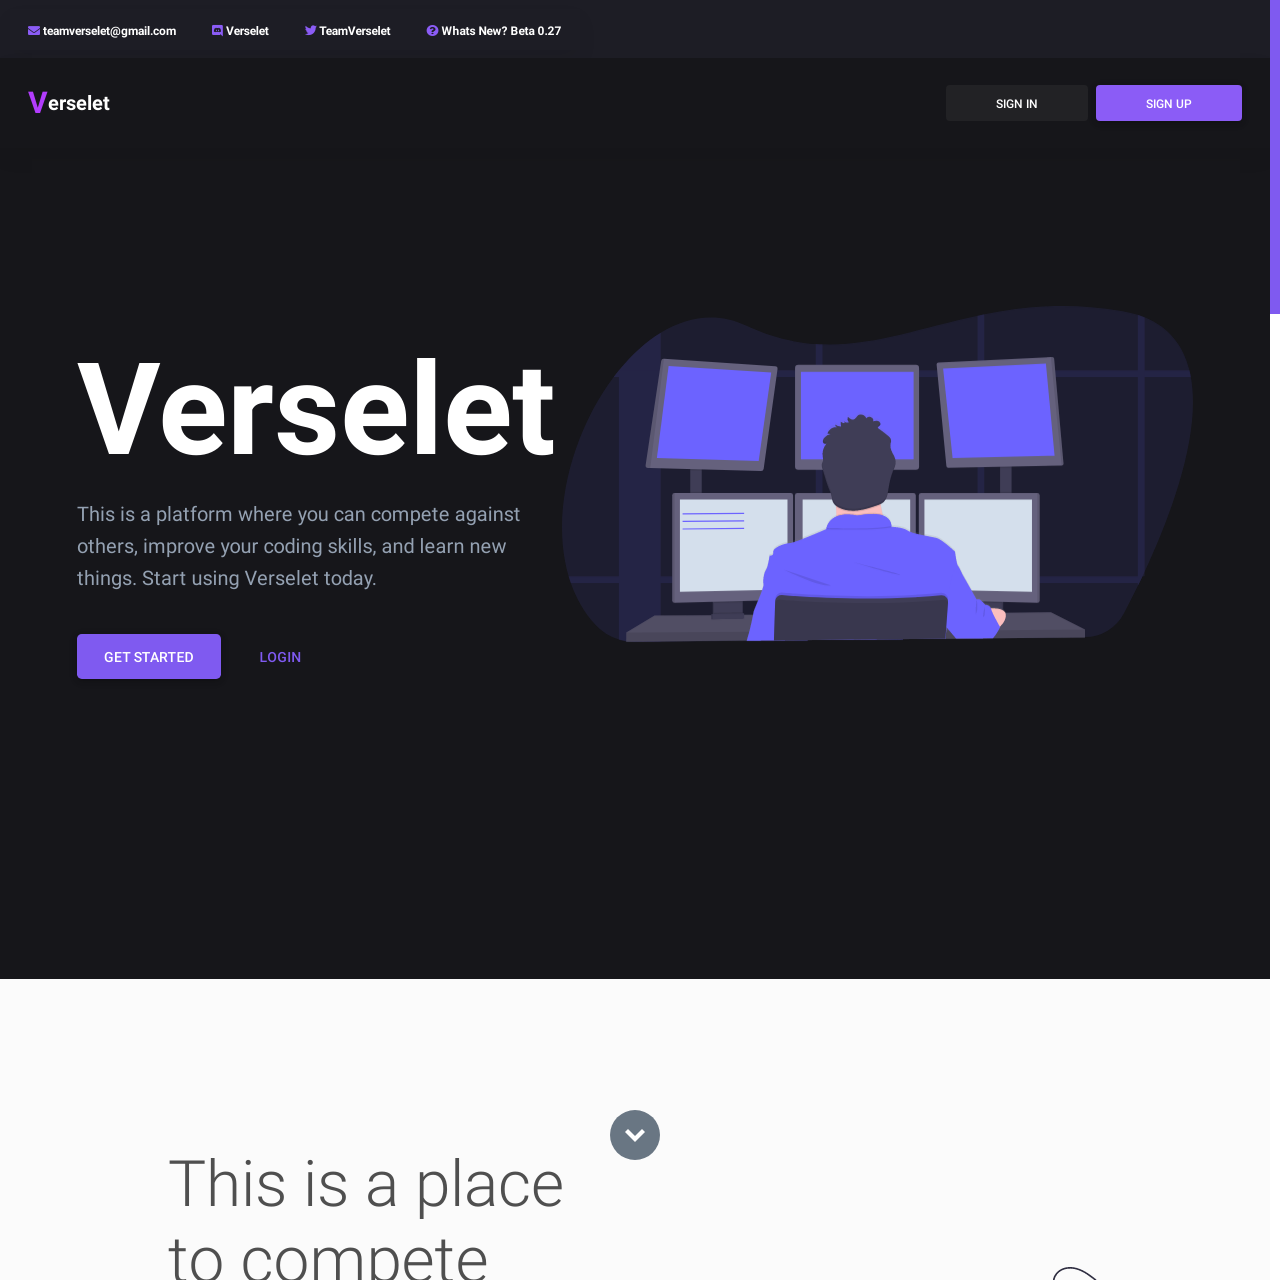 teamverselet@gmail.com Verselet TeamVerselet Whats New? Beta 0.27
Verselet SIGN IN SIGN UP
Verselet
This is a platform where you can compete against
others, improve your coding skills, and learn new
things. Start using Verselet today.
GET STARTED LOGIN
This is a place
to compete